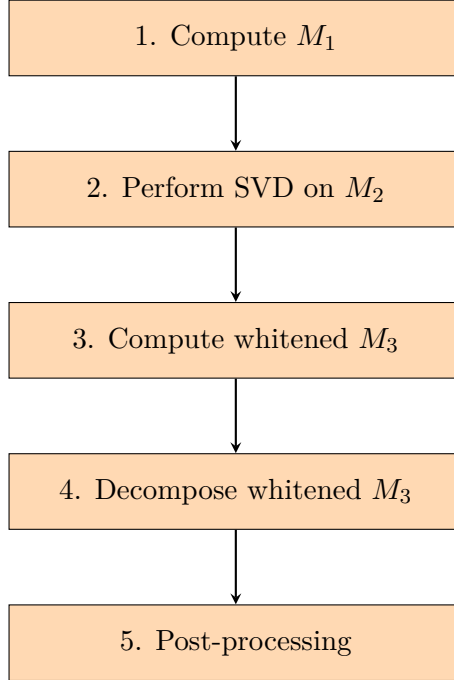 1. Compute M₁
2. Perform SVD on M₂
3. Compute whitened M₃
4. Decompose whitened M₃
5. Post-processing